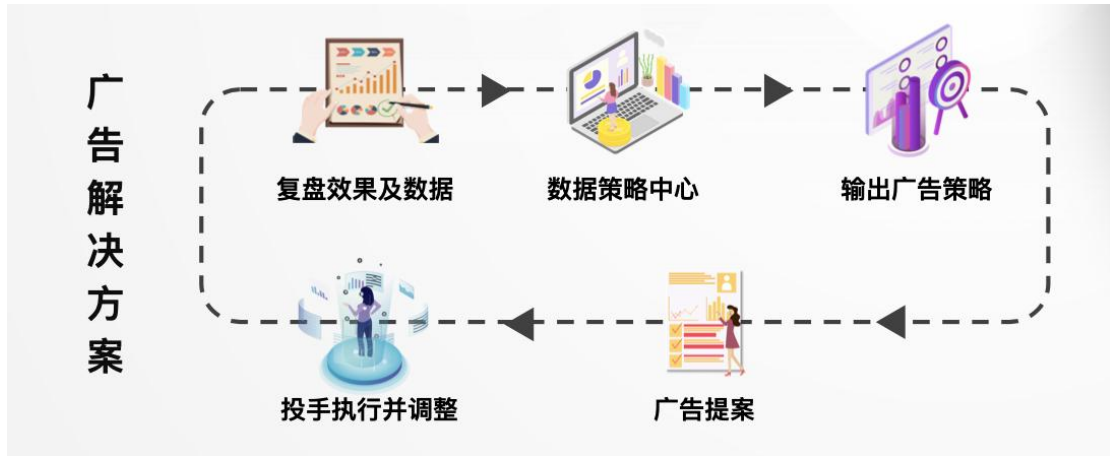 广告解决方案
复盘效果及数据
数据策略中心
输出广告策略
投手执行并调整
广告提案